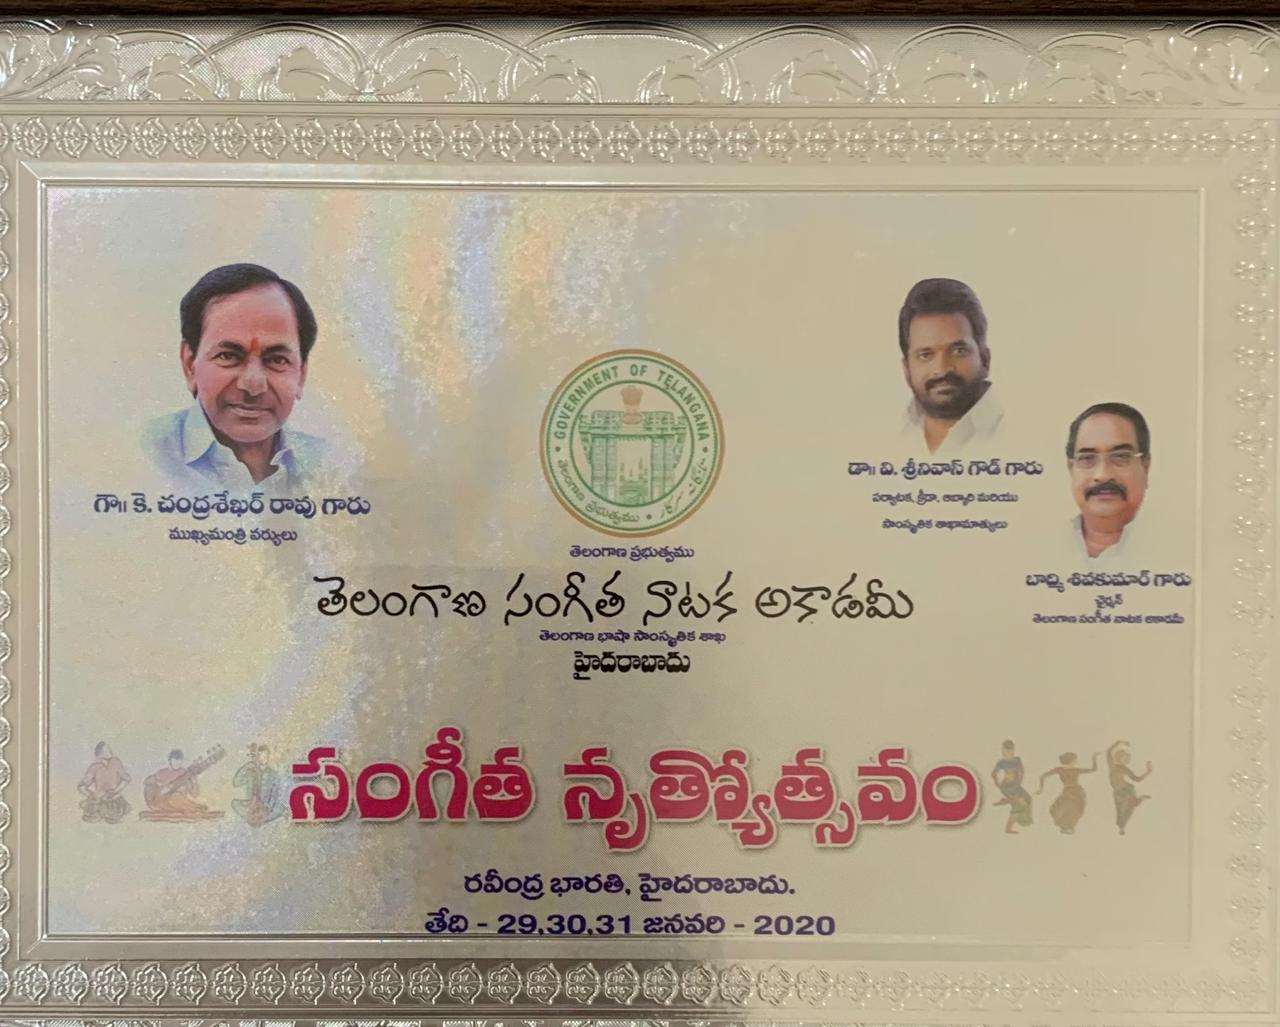 GOVERNMENT OF TELANGANA
తెలంగాణ ప్రభుత్వము
గౌ॥ కె. చంద్రశేఖర్ రావు గారు
ముఖ్యమంత్రి వర్యులు
డా॥ వి. శ్రీనివాస్ గౌడ్ గారు
పర్యాటక, క్రీడా, ఆబ్కారి మరియు
సాంస్కృతిక శాఖామాత్యులు
బాద్మి శివకుమార్ గారు
ఛైర్మన్
తెలంగాణ సంగీత నాటక అకాడమీ
తెలంగాణ ప్రభుత్వము
తెలంగాణ సంగీత నాటక అకాడమీ
తెలంగాణ భాషా సాంస్కృతిక శాఖ
హైదరాబాదు
సంగీత నృత్యోత్సవం
రవీంద్ర భారతి, హైదరాబాదు.
తేది - 29,30,31 జనవరి - 2020